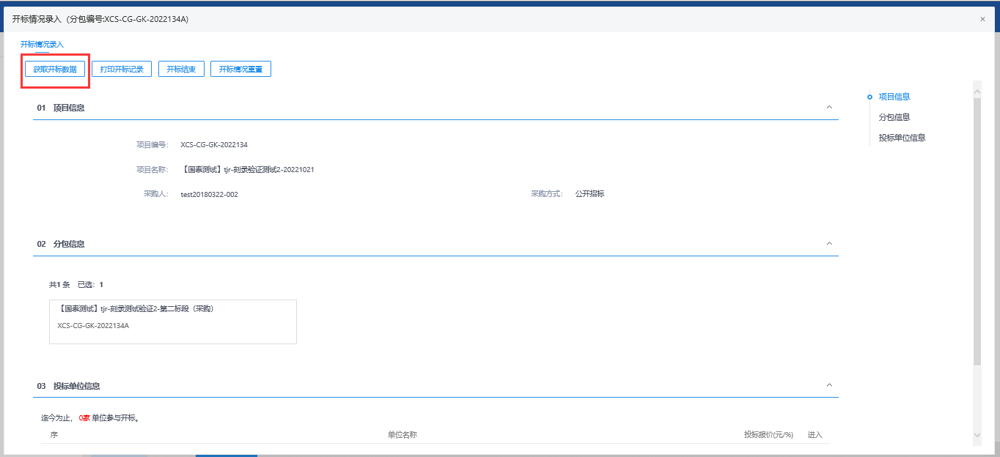 开标情况录入（分包编号:XCS-CG-GK-2022134A)
×
开标情况录入
获取开标数据 打印开标记录 开标结束 开标情况重置
项目信息
分包信息
投标单位信息
01 项目信息
项目编号： XCS-CG-GK-2022134
项目名称： 【国泰测试】tjr-刻录验证测试2-20221021
采购人： test20180322-002 采购方式： 公开招标
02 分包信息
共1 条 已选：1
【国泰测试】tjr-刻录测试验证2-第二标段（采购）
XCS-CG-GK-2022134A
03 投标单位信息
迄今为止，0家 单位参与开标。
序 单位名称 投标报价(元/%) 进入